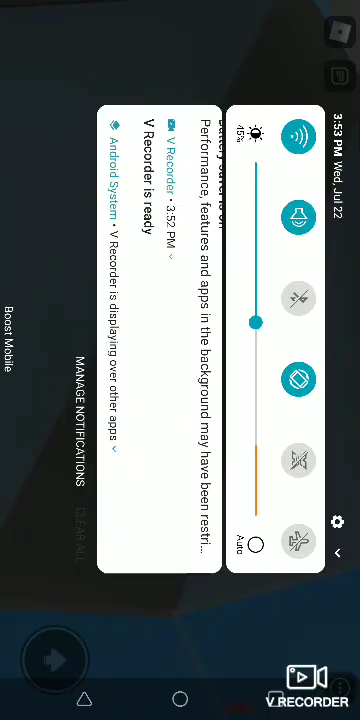 3:53 PM Wed, Jul 22
45%
Auto
Battery saver is on
Performance, features and apps in the background may have been restri...
V Recorder • 3:52 PM
V Recorder is ready
Android System • V Recorder is displaying over other apps
MANAGE NOTIFICATIONS
CLEAR ALL
Boost Mobile
V RECORDER